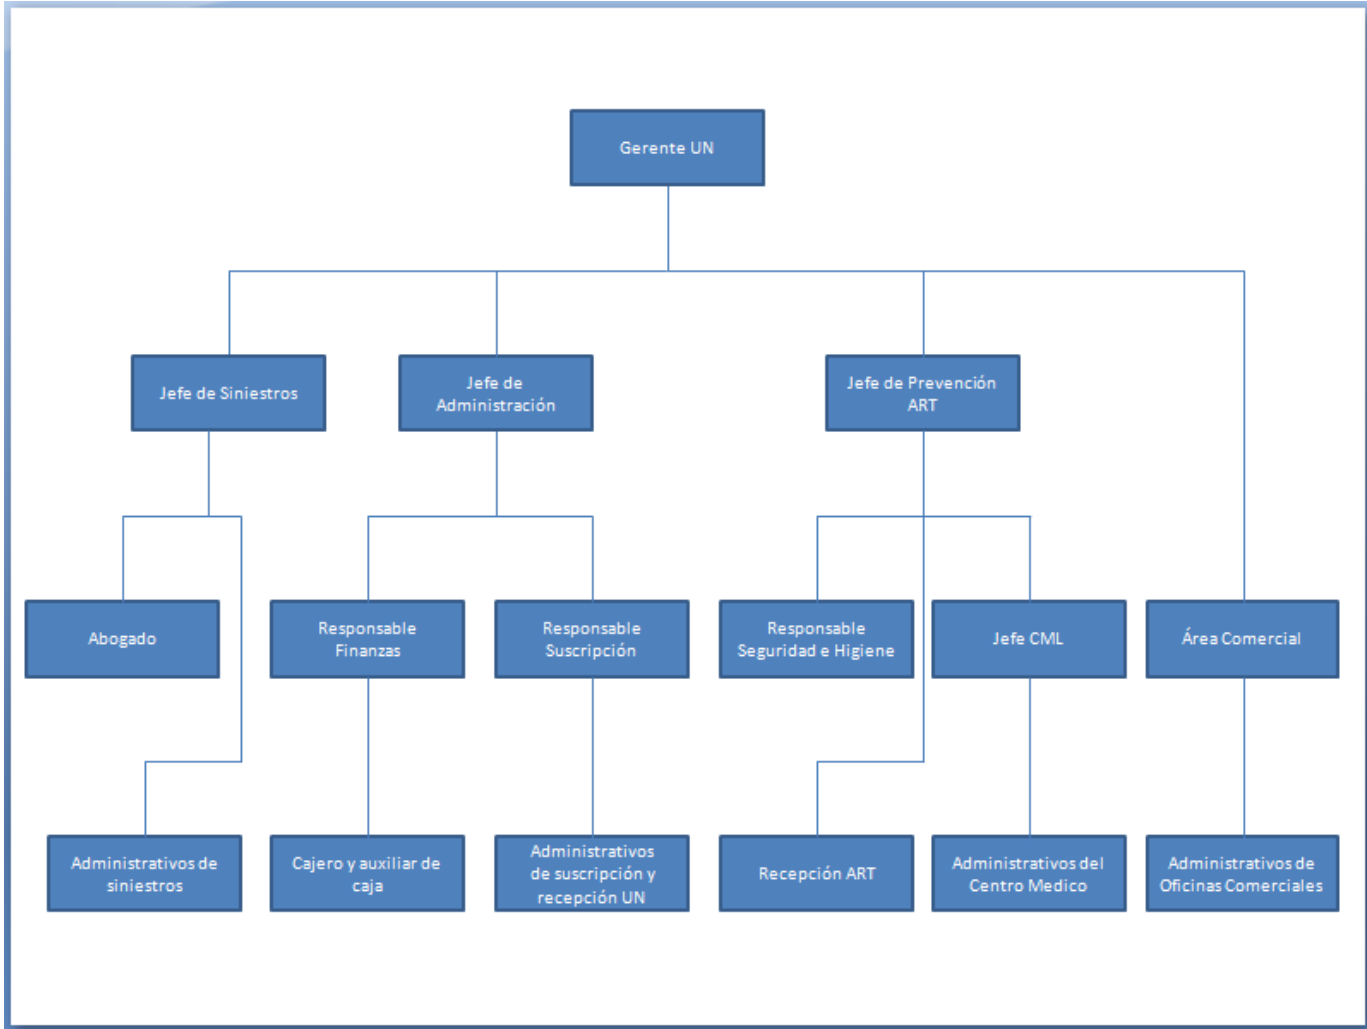 Gerente UN
Jefe de Siniestros
Jefe de
Administración
Jefe de Prevención
ART
Abogado
Responsable
Finanzas
Responsable
Suscripción
Responsable
Seguridad e Higiene
Jefe CML
Área Comercial
Administrativos de
siniestros
Cajero y auxiliar de
caja
Administrativos
de suscripción y
recepción UN
Recepción ART
Administrativos del
Centro Medico
Administrativos de
Oficinas Comerciales